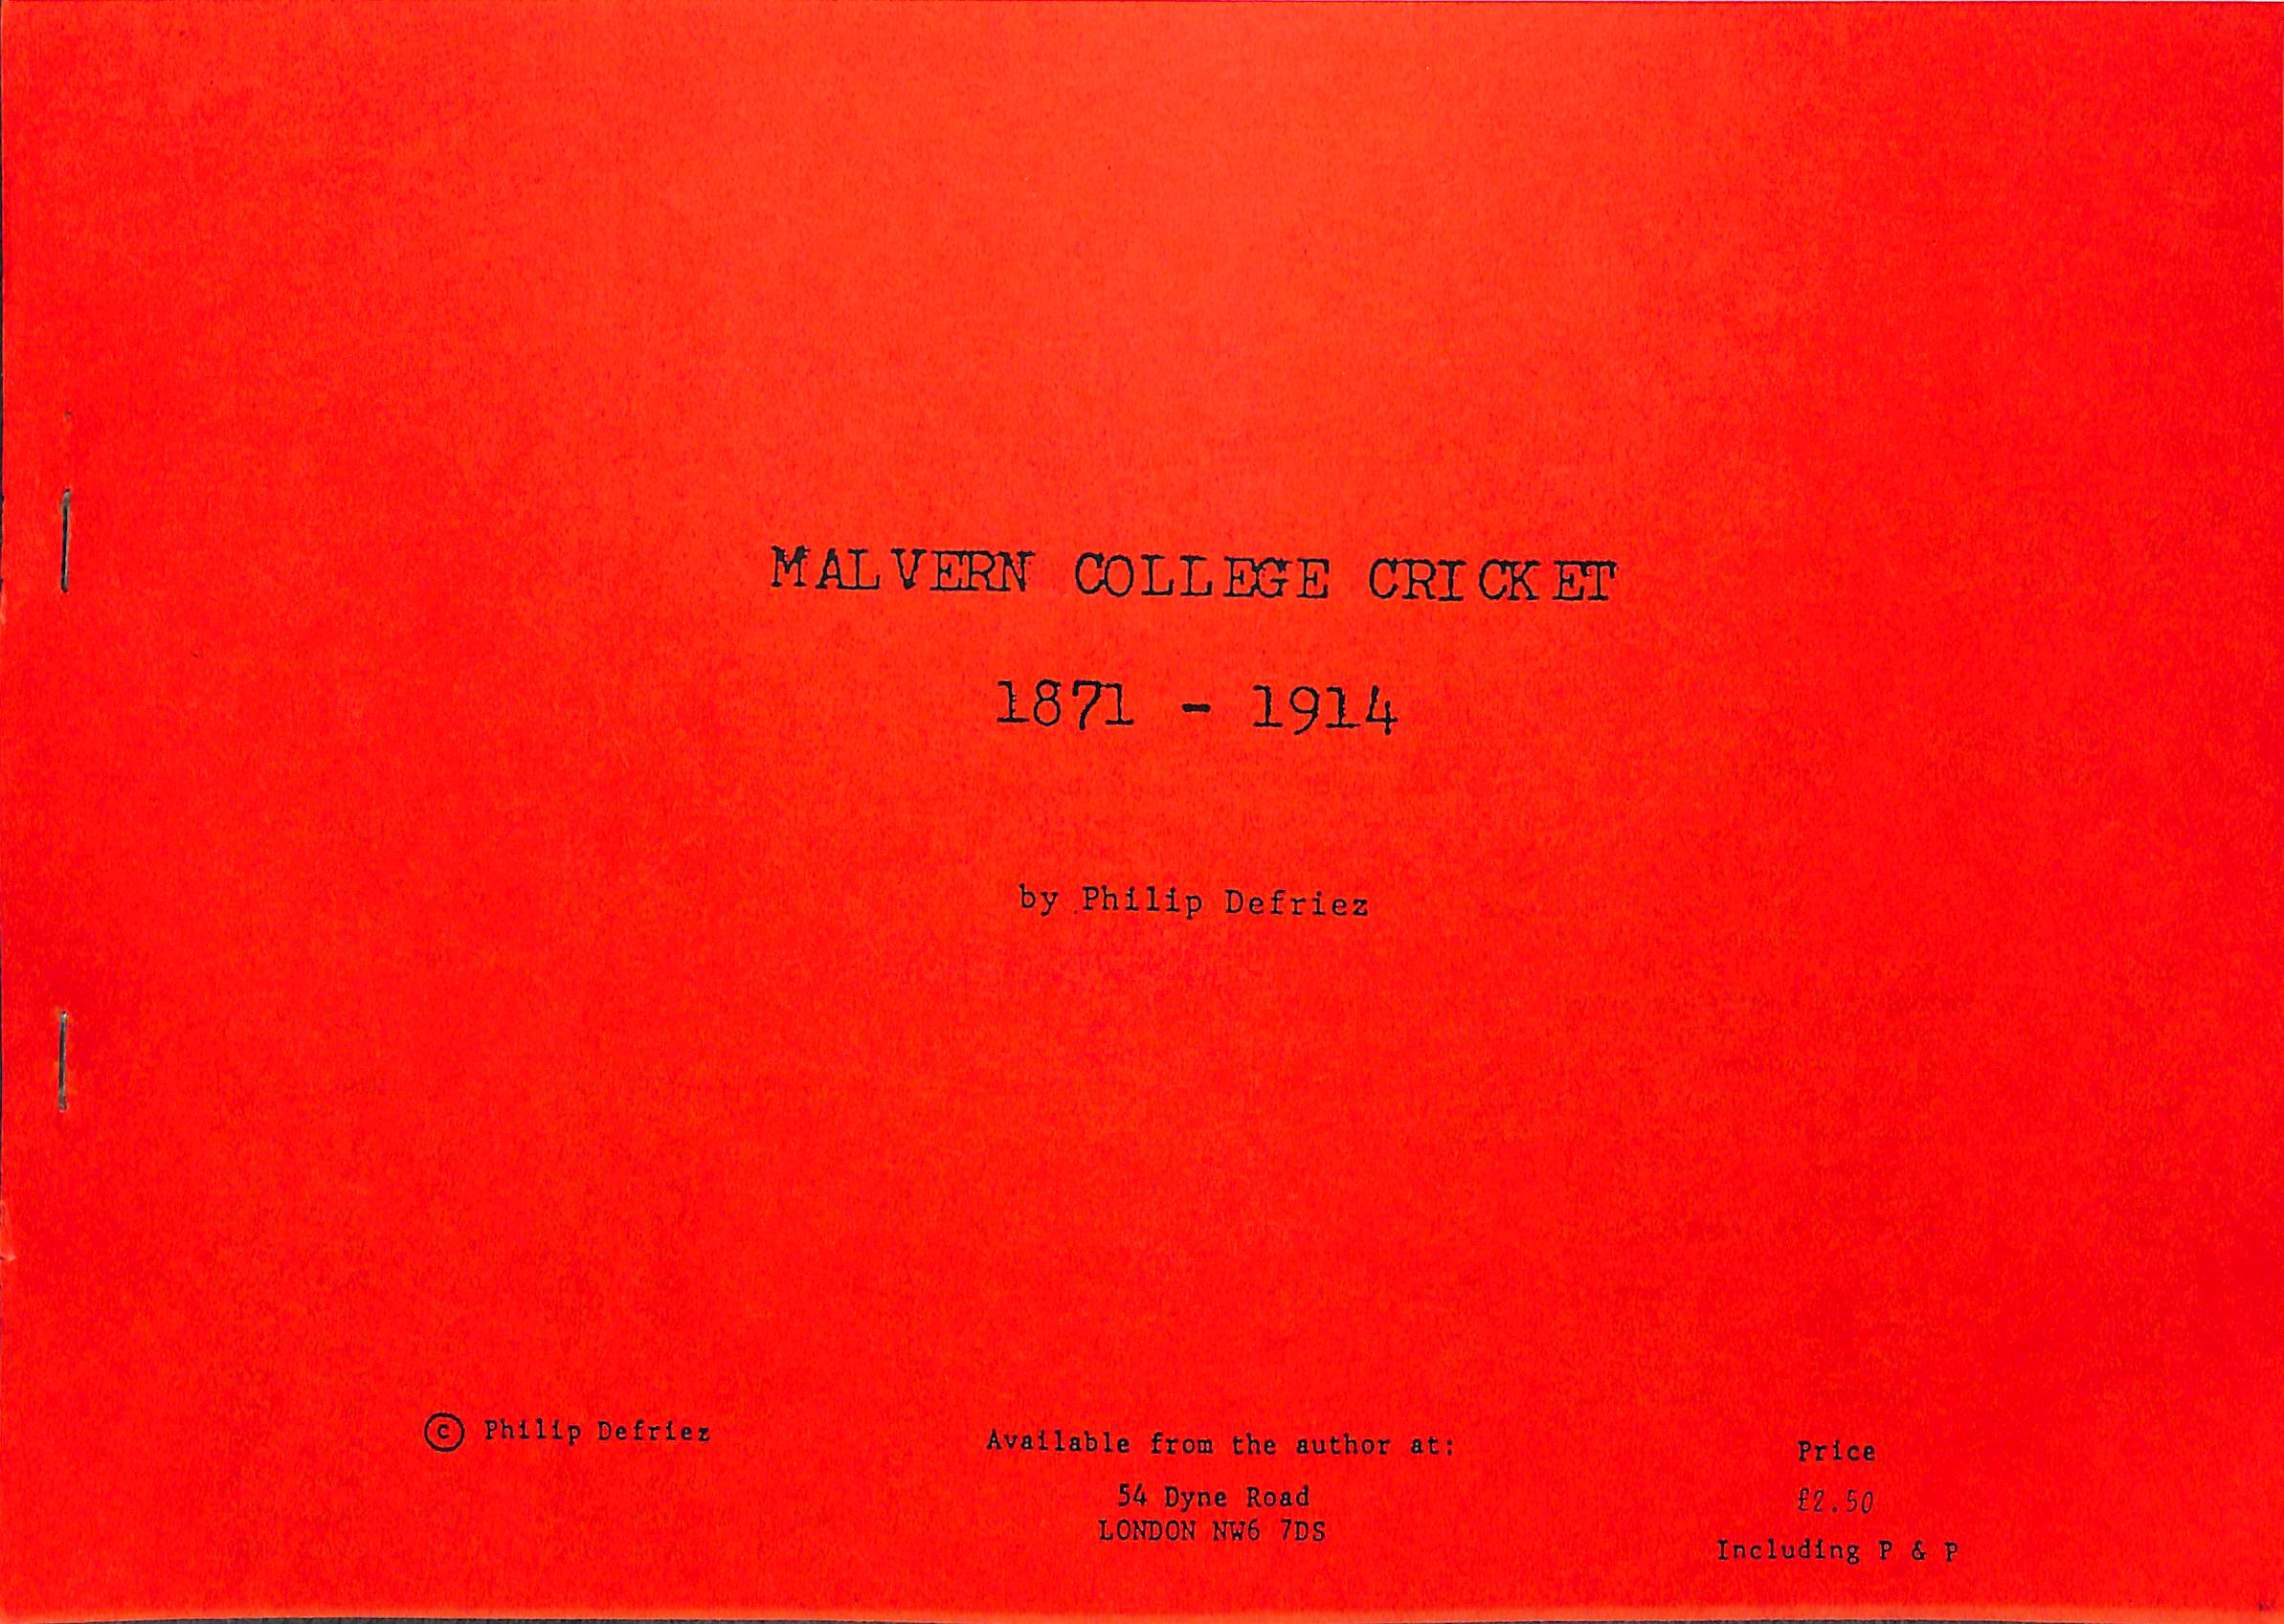 MALVERN COLLEGE CRICKET
1871 - 1914
by Philip Defriez
© Philip Defriez
Available from the author at:
54 Dyne Road
LONDON NW6 7DS
Price
£2.50
Including P & P